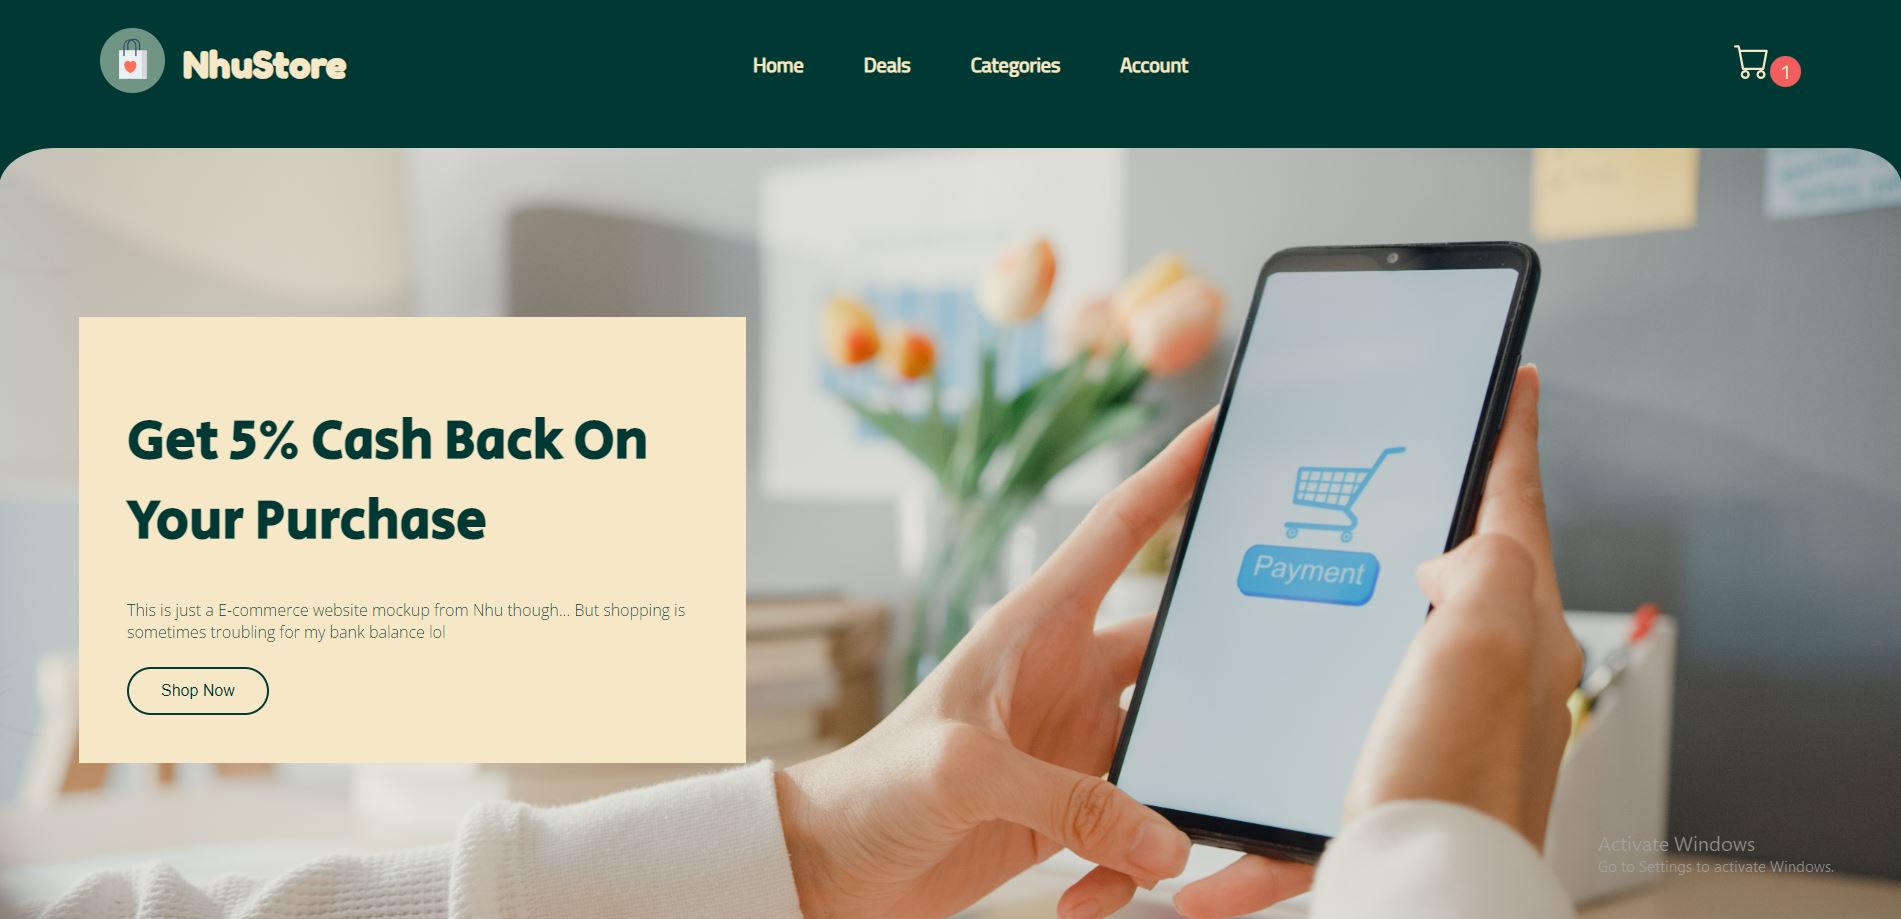 NhuStore
Home
Deals
Categories
Account
1
Get 5% Cash Back On
Your Purchase
This is just a E-commerce website mockup from Nhu though... But shopping is
sometimes troubling for my bank balance lol
Shop Now
Payment
Activate Windows
Go to Settings to activate Windows.